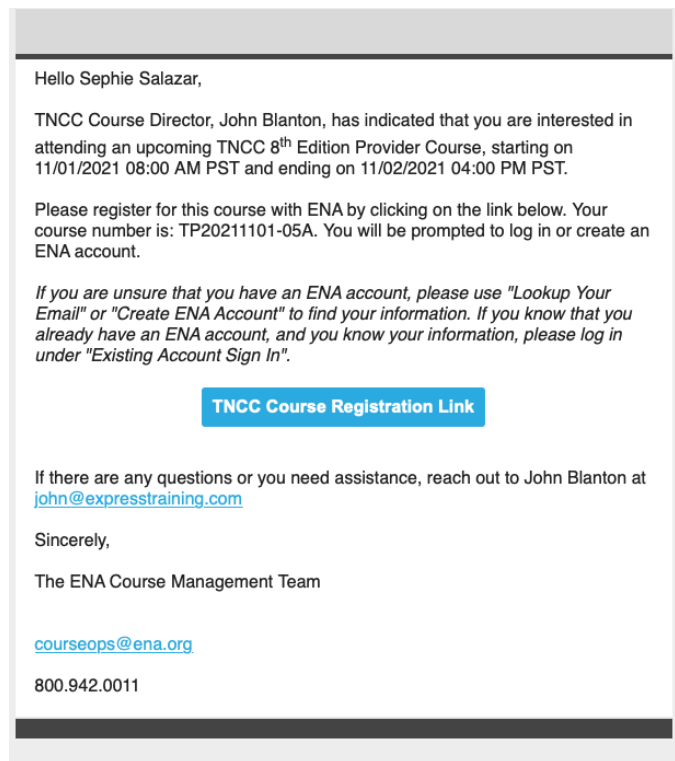 Hello Sephie Salazar,
TNCC Course Director, John Blanton, has indicated that you are interested in
attending an upcoming TNCC 8th Edition Provider Course, starting on
11/01/2021 08:00 AM PST and ending on 11/02/2021 04:00 PM PST.
Please register for this course with ENA by clicking on the link below. Your
course number is: TP20211101-05A. You will be prompted to log in or create an
ENA account.
If you are unsure that you have an ENA account, please use "Lookup Your
Email" or "Create ENA Account" to find your information. If you know that you
already have an ENA account, and you know your information, please log in
under "Existing Account Sign In".
TNCC Course Registration Link
If there are any questions or you need assistance, reach out to John Blanton at
john@expresstraining.com
Sincerely,
The ENA Course Management Team
courseops@ena.org
800.942.0011